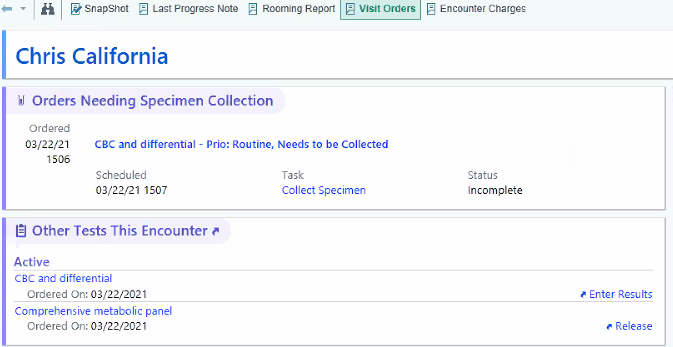 SnapShot Last Progress Note Rooming Report Visit Orders Encounter Charges
Chris California
Orders Needing Specimen Collection
Ordered
03/22/21 CBC and differential - Prio: Routine, Needs to be Collected
1506
Scheduled Task Status
03/22/21 1507 Collect Specimen Incomplete
Other Tests This Encounter
Active
CBC and differential
Ordered On: 03/22/2021 Enter Results
Comprehensive metabolic panel
Ordered On: 03/22/2021 Release